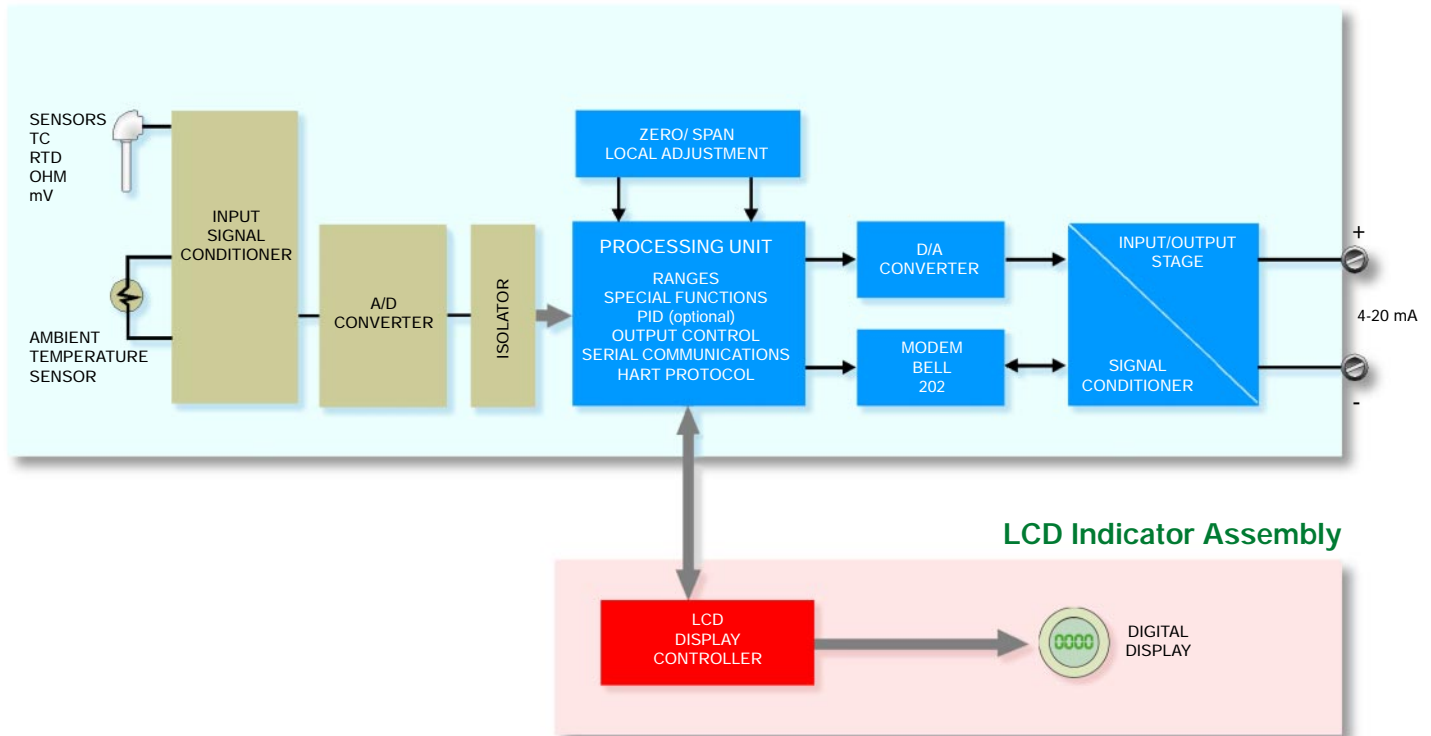 SENSORS
TC
RTD
OHM
mV
AMBIENT
TEMPERATURE
SENSOR
INPUT
SIGNAL
CONDITIONER
A/D
CONVERTER
ISOLATOR
ZERO/ SPAN
LOCAL ADJUSTMENT
PROCESSING UNIT
RANGES
SPECIAL FUNCTIONS
PID (optional)
OUTPUT CONTROL
SERIAL COMMUNICATIONS
HART PROTOCOL
D/A
CONVERTER
MODEM
BELL
202
INPUT/OUTPUT
STAGE
SIGNAL
CONDITIONER
+
4-20 mA
-
LCD Indicator Assembly
LCD
DISPLAY
CONTROLLER
0000
DIGITAL
DISPLAY